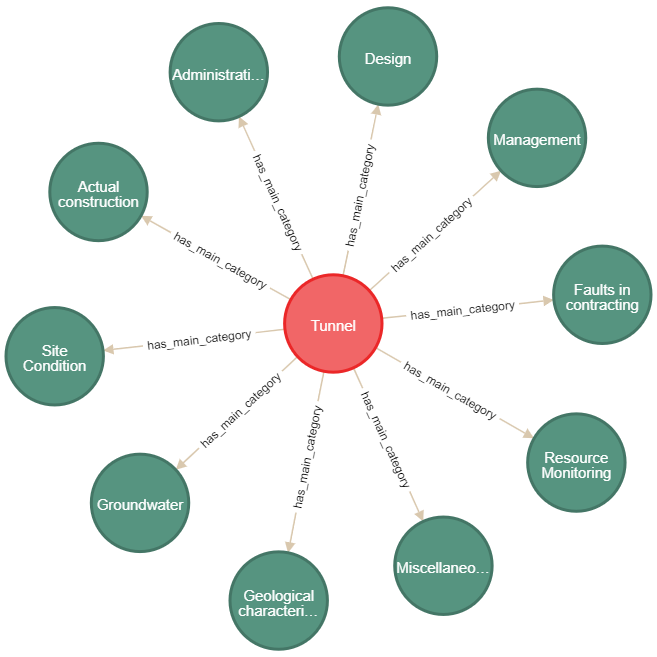 Design
Administrati...
Management
has_main_category
has_main_category
has_main_category
Actual
construction
has_main_category
Faults in
contracting
has_main_category
Tunnel
has_main_category
Site
Condition
has_main_category
has_main_category
has_main_category
has_main_category
Resource
Monitoring
Groundwater
Miscellaneo...
Geological
characteri...